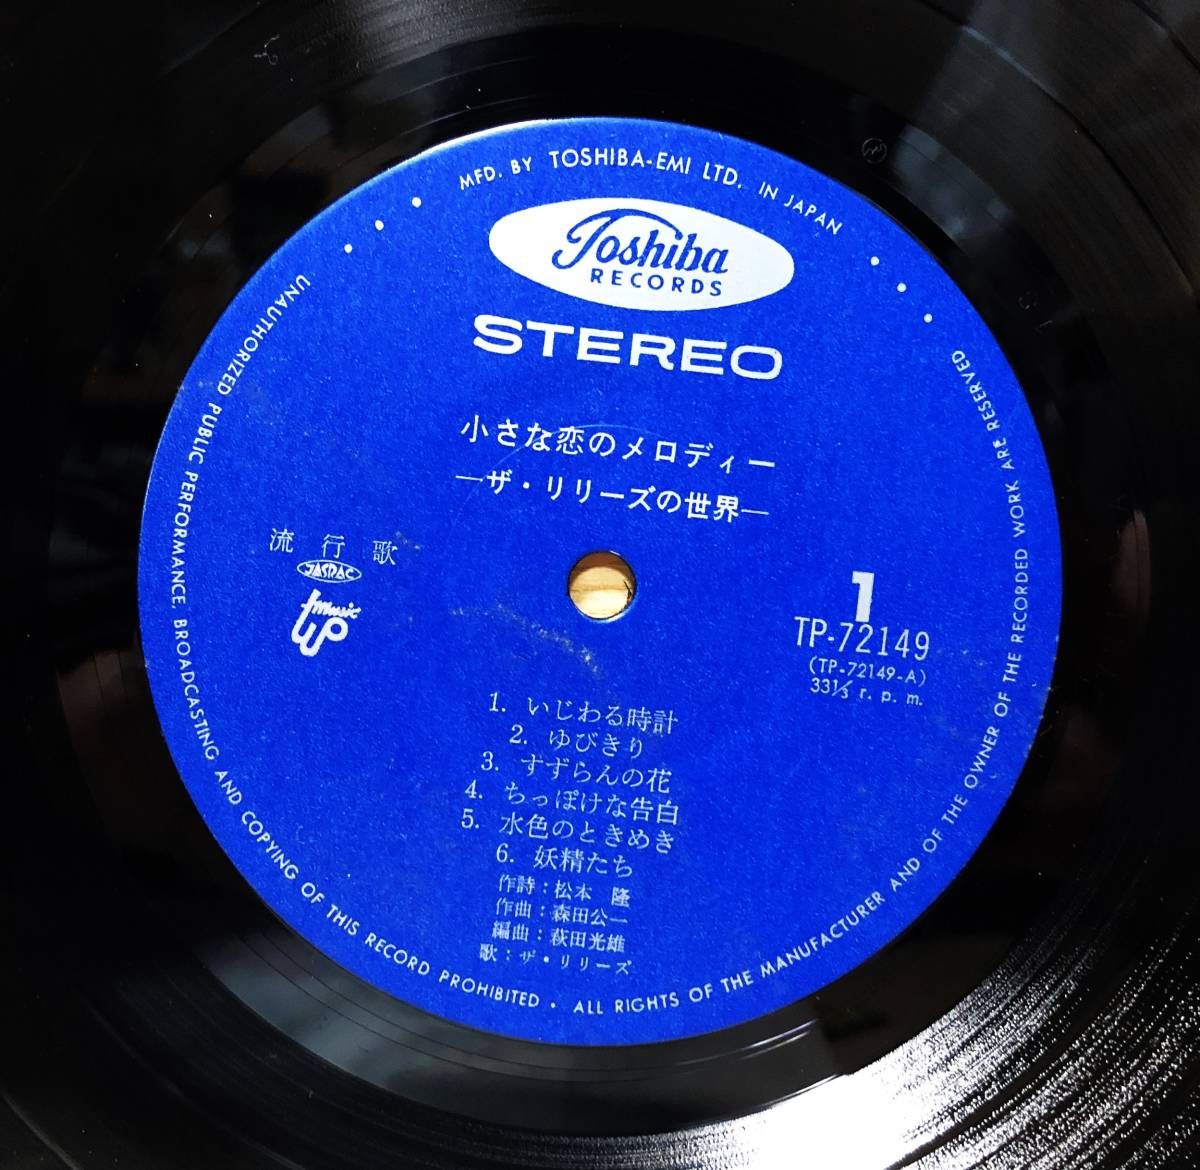 MFD. BY TOSHIBA-EMI LTD. IN JAPAN
Toshiba
RECORDS
STEREO
小さな恋のメロディー
―ザ・リリーズの世界―
流行歌
JASRAC
music
1
TP-72149
(TP-72149-A)
33⅓ r. p. m.
1. いじわる時計
2. ゆびきり
3. すずらんの花
4. ちっぽけな告白
5. 水色のときめき
6. 妖精たち
作詩：松本 隆
作曲：森田公一
編曲：萩田光雄
歌：ザ・リリーズ
UNAUTHORIZED PUBLIC PERFORMANCE, BROADCASTING AND COPYING OF THIS RECORD PROHIBITED • ALL RIGHTS OF THE MANUFACTURER AND OF THE OWNER OF THE RECORDED WORK ARE RESERVED